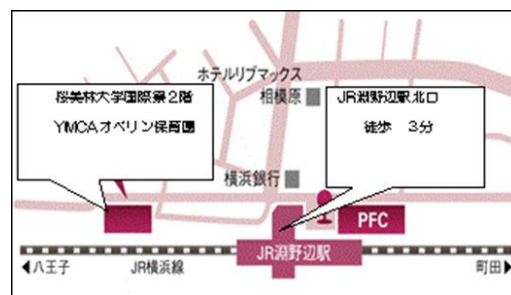 ホテルリブマックス
相模原
桜美林大学国際寮2階
YMCAオベリン保育園
JR淵野辺駅北口
徒歩 3分
横浜銀行
PFC
JR淵野辺駅
◀八王子
JR横浜線
町田▶